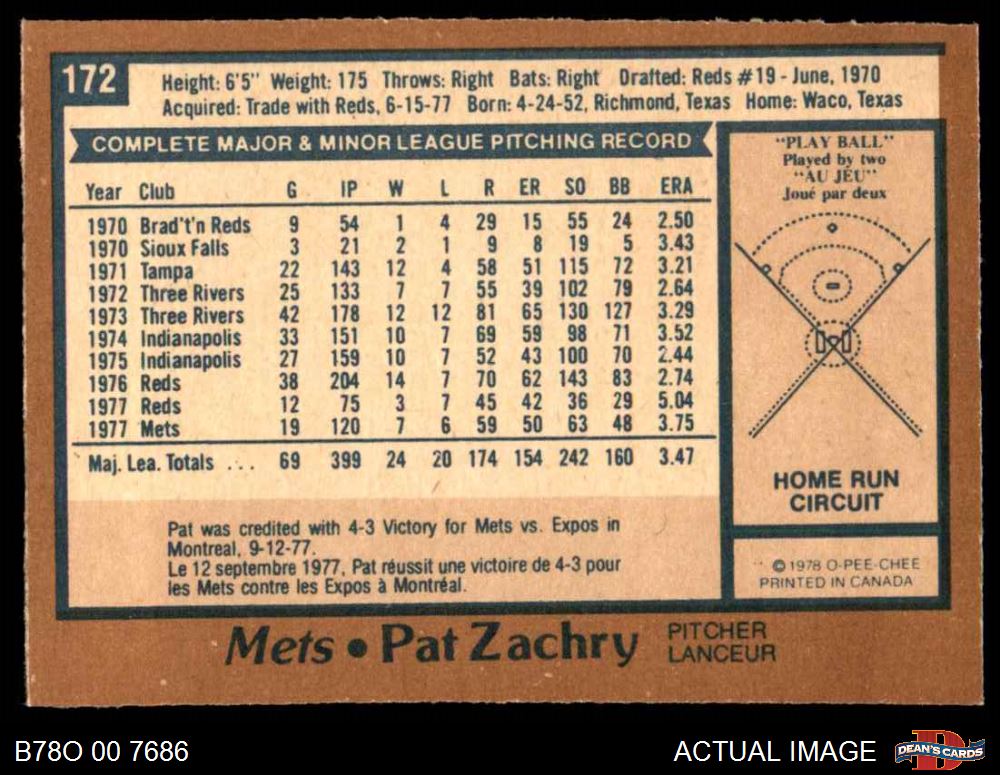 172
Height: 6'5" Weight: 175 Throws: Right Bats: Right Drafted: Reds #19 - June, 1970
Acquired: Trade with Reds, 6-15-77 Born: 4-24-52, Richmond, Texas Home: Waco, Texas
COMPLETE MAJOR & MINOR LEAGUE PITCHING RECORD
Year Club G IP W L R ER SO BB ERA
1970 Brad't'n Reds 9 54 1 4 29 15 55 24 2.50
1970 Sioux Falls 3 21 2 1 9 8 19 5 3.43
1971 Tampa 22 143 12 4 58 51 115 72 3.21
1972 Three Rivers 25 133 7 7 55 39 102 79 2.64
1973 Three Rivers 42 178 12 12 81 65 130 127 3.29
1974 Indianapolis 33 151 10 7 69 59 98 71 3.52
1975 Indianapolis 27 159 10 7 52 43 100 70 2.44
1976 Reds 38 204 14 7 70 62 143 83 2.74
1977 Reds 12 75 3 7 45 42 36 29 5.04
1977 Mets 19 120 7 6 59 50 63 48 3.75
Maj. Lea. Totals ... 69 399 24 20 174 154 242 160 3.47
Pat was credited with 4-3 Victory for Mets vs. Expos in
Montreal, 9-12-77.
Le 12 septembre 1977, Pat réussit une victoire de 4-3 pour
les Mets contre les Expos à Montréal.
"PLAY BALL"
Played by two
"AU JEU"
Joué par deux
HOME RUN
CIRCUIT
© 1978 O-PEE-CHEE
PRINTED IN CANADA
Mets • Pat Zachry PITCHER
LANCEUR
B78O 00 7686
ACTUAL IMAGE
DEAN'S CARDS